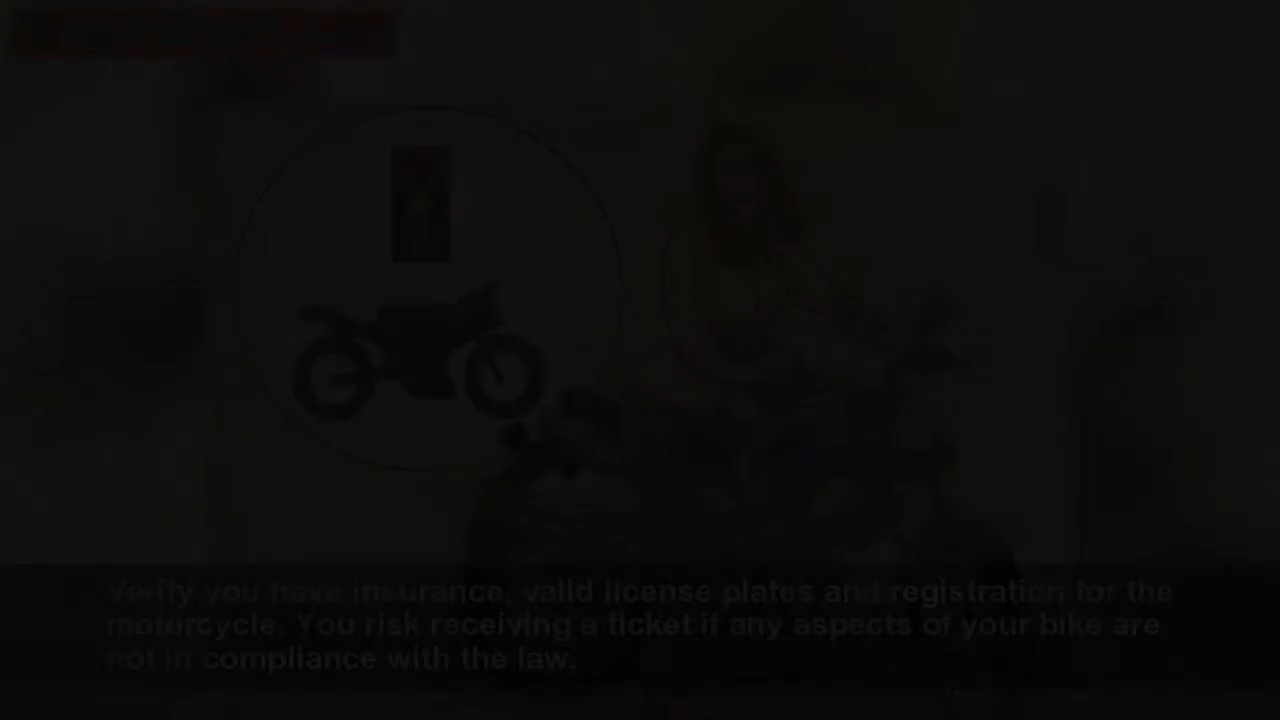 Verify you have insurance, valid license plates and registration for the
motorcycle. You risk receiving a ticket if any aspects of your bike are
not in compliance with the law.